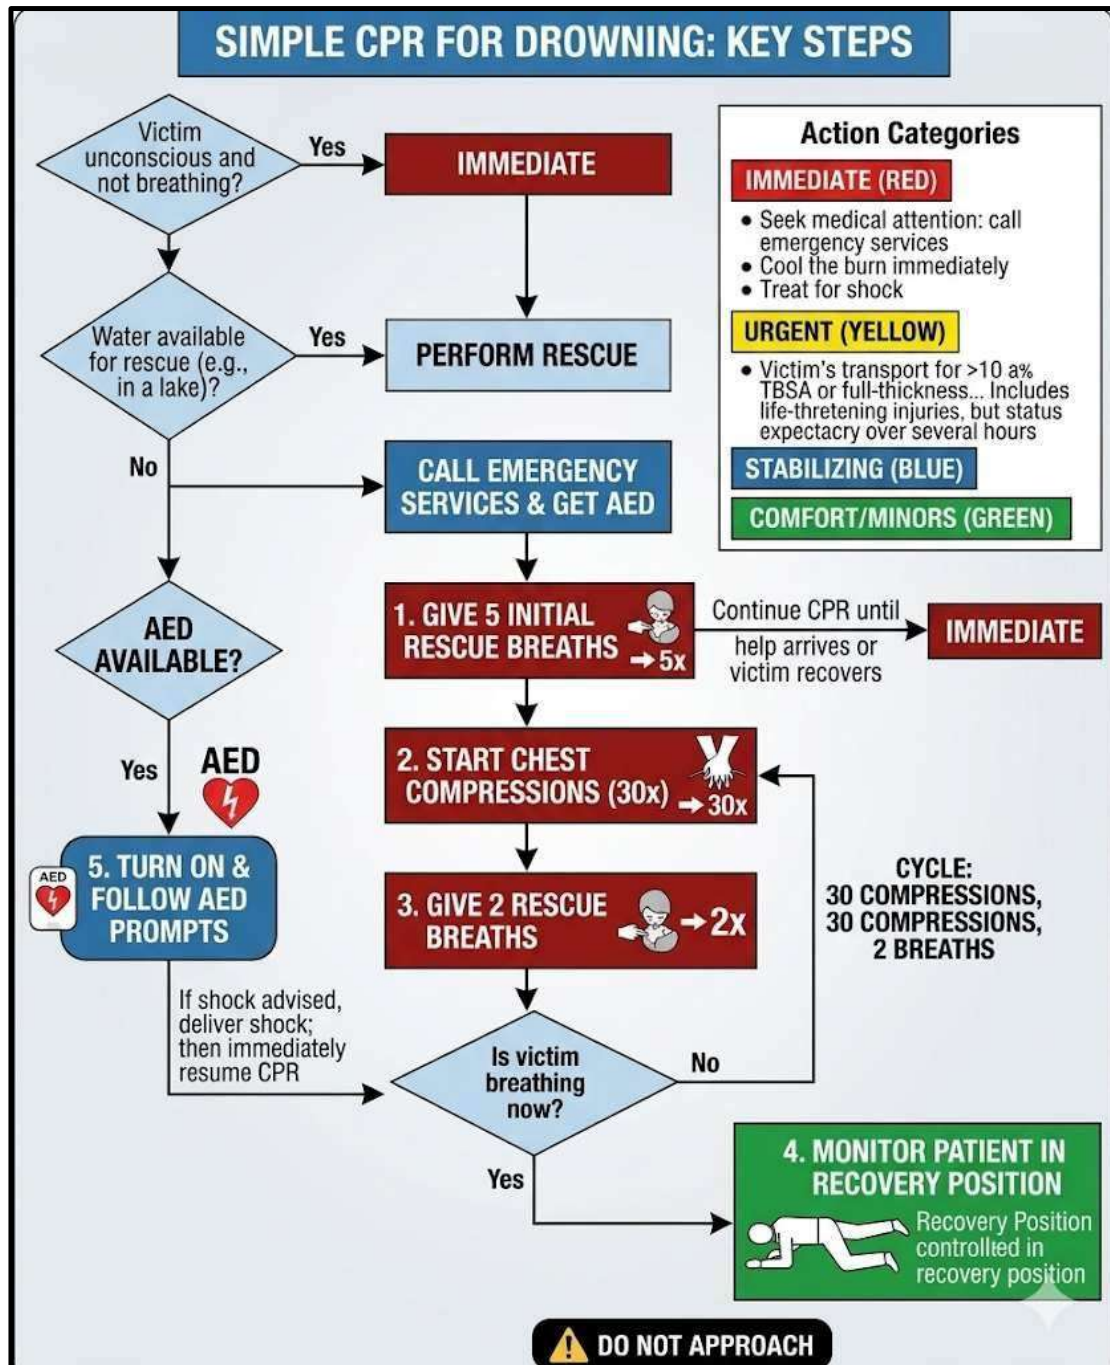 SIMPLE CPR FOR DROWNING: KEY STEPS
Victim
unconscious and
not breathing?
Yes
IMMEDIATE
Water available
for rescue (e.g.,
in a lake)?
Yes
PERFORM RESCUE
No
CALL EMERGENCY
SERVICES & GET AED
Action Categories
IMMEDIATE (RED)
• Seek medical attention: call
emergency services
• Cool the burn immediately
• Treat for shock
URGENT (YELLOW)
• Victim's transport for >10 a%
TBSA or full-thickness... Includes
life-thretening injuries, but status
expectacry over several hours
STABILIZING (BLUE)
COMFORT/MINORS (GREEN)
AED
AVAILABLE?
1. GIVE 5 INITIAL
RESCUE BREATHS
→ 5x
Continue CPR until
help arrives or
victim recovers
IMMEDIATE
Yes
AED
2. START CHEST
COMPRESSIONS (30x)
→ 30x
AED
5. TURN ON &
FOLLOW AED
PROMPTS
3. GIVE 2 RESCUE
BREATHS
→ 2x
CYCLE:
30 COMPRESSIONS,
30 COMPRESSIONS,
2 BREATHS
If shock advised,
deliver shock;
then immediately
resume CPR
Is victim
breathing
now?
No
Yes
4. MONITOR PATIENT IN
RECOVERY POSITION
Recovery Position
controlted in
recovery position
DO NOT APPROACH